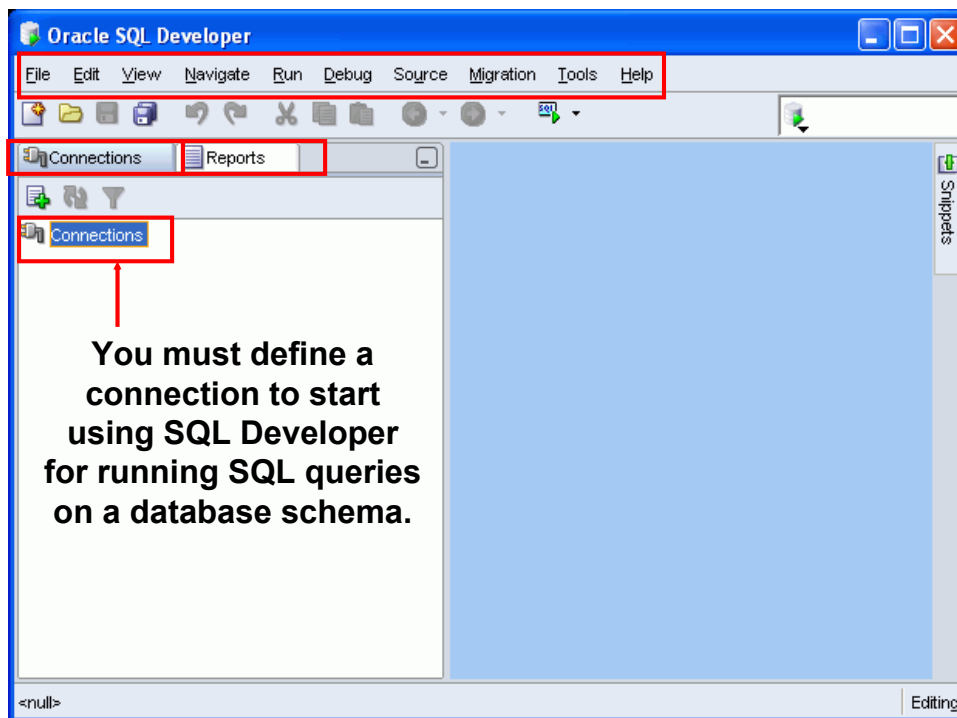 Oracle SQL Developer
File Edit View Navigate Run Debug Source Migration Tools Help
SQL
Connections Reports
Snippets
Connections
You must define a
connection to start
using SQL Developer
for running SQL queries
on a database schema.
<null> Editing